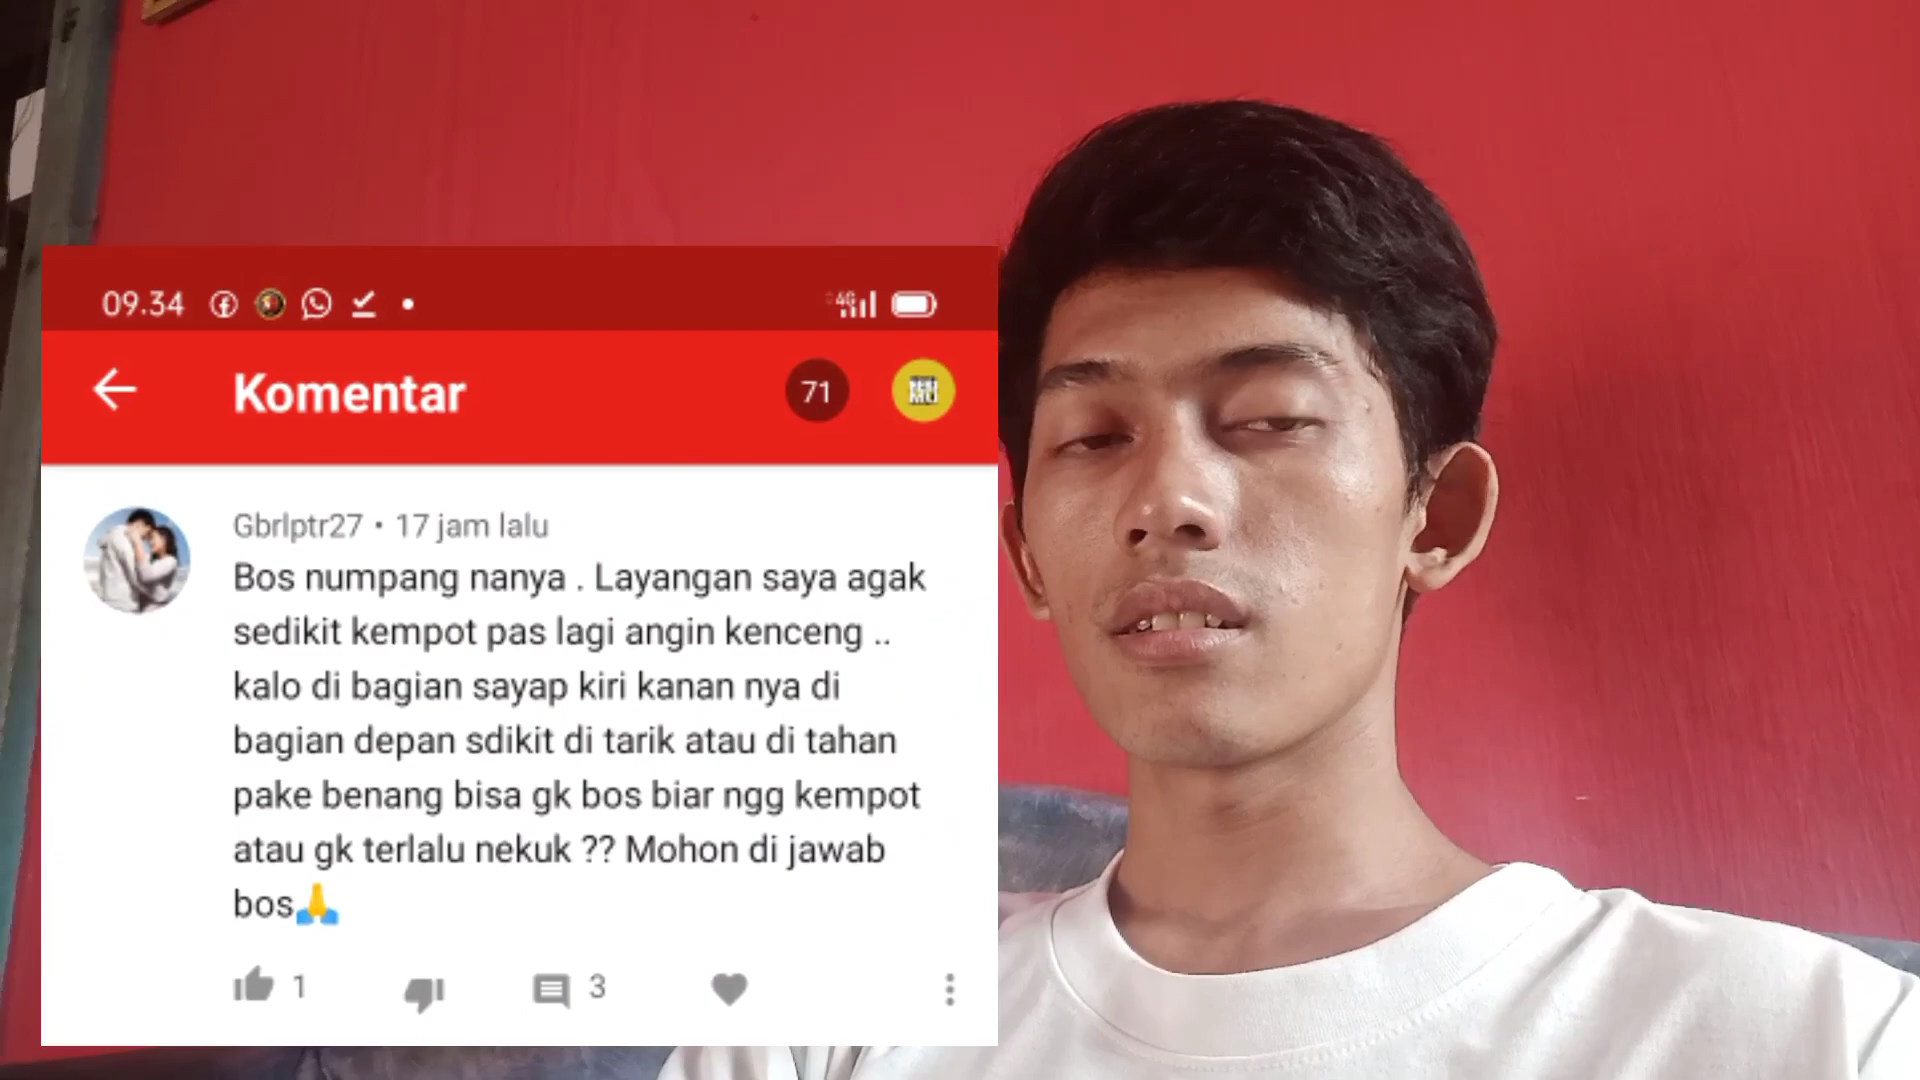 09.34
4G
Komentar
71
Gbrlptr27 • 17 jam lalu
Bos numpang nanya . Layangan saya agak
sedikit kempot pas lagi angin kenceng ..
kalo di bagian sayap kiri kanan nya di
bagian depan sdikit di tarik atau di tahan
pake benang bisa gk bos biar ngg kempot
atau gk terlalu nekuk ?? Mohon di jawab
bos🙏
1
3